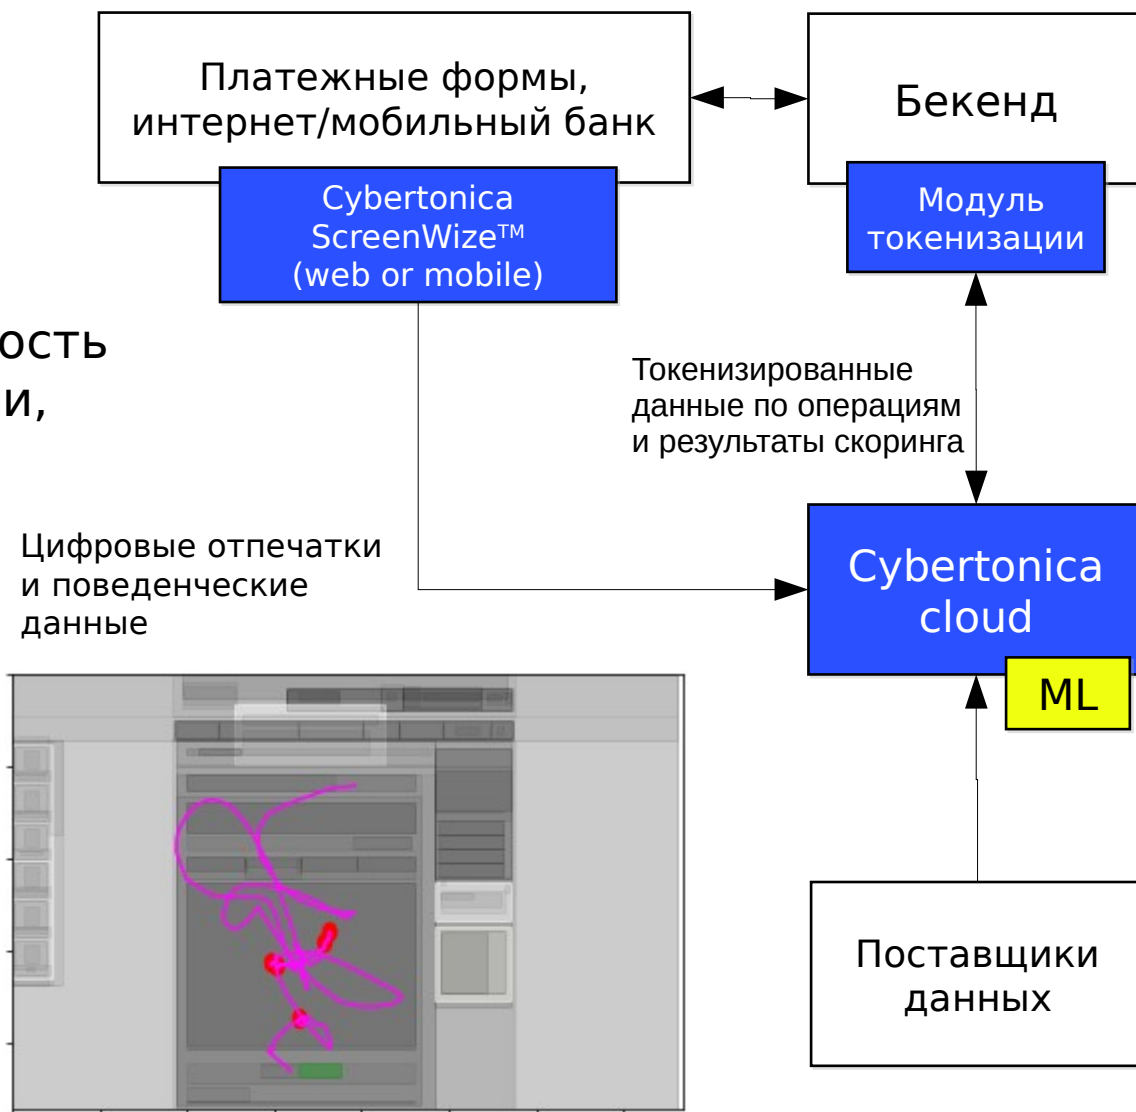 Платежные формы,
интернет/мобильный банк
Бекенд
Cybertonica
ScreenWize™
(web or mobile)
Модуль
токенизации
ость
и,
Токенизированные
данные по операциям
и результаты скоринга
Цифровые отпечатки
и поведенческие
данные
Cybertonica
cloud
ML
Поставщики
данных